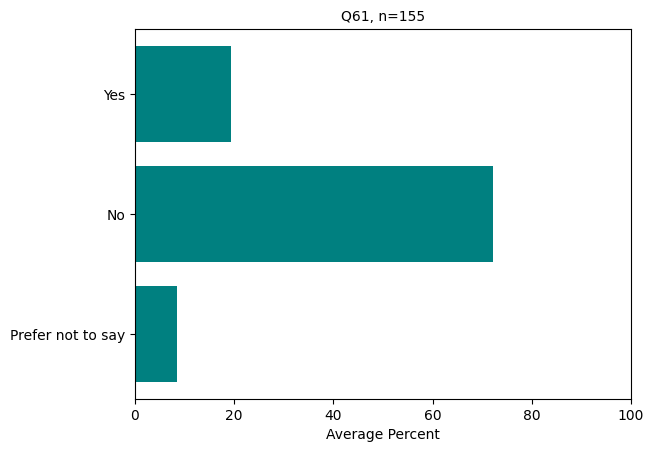 Q61, n=155
Yes
No
Prefer not to say
0 20 40 60 80 100
Average Percent